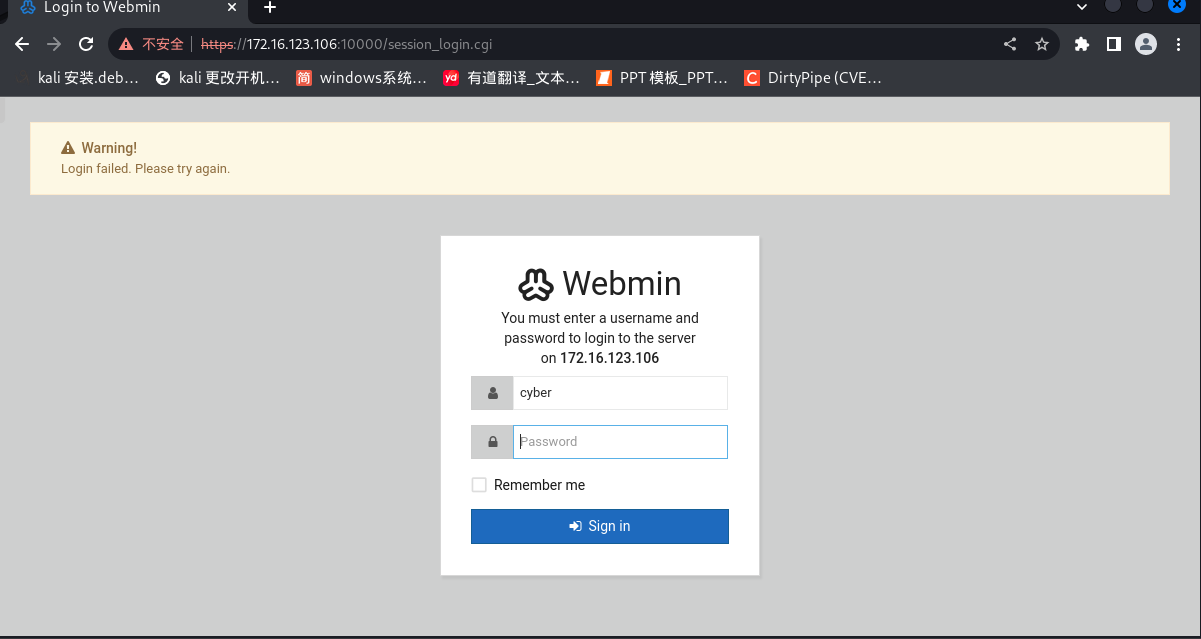 Login to Webmin
不安全 https://172.16.123.106:10000/session_login.cgi
kali 安装.deb… kali 更改开机… 简 windows系统… yd 有道翻译_文本… PPT 模板_PPT… C DirtyPipe (CVE…
Warning!
Login failed. Please try again.
Webmin
You must enter a username and
password to login to the server
on 172.16.123.106
cyber
Password
Remember me
Sign in